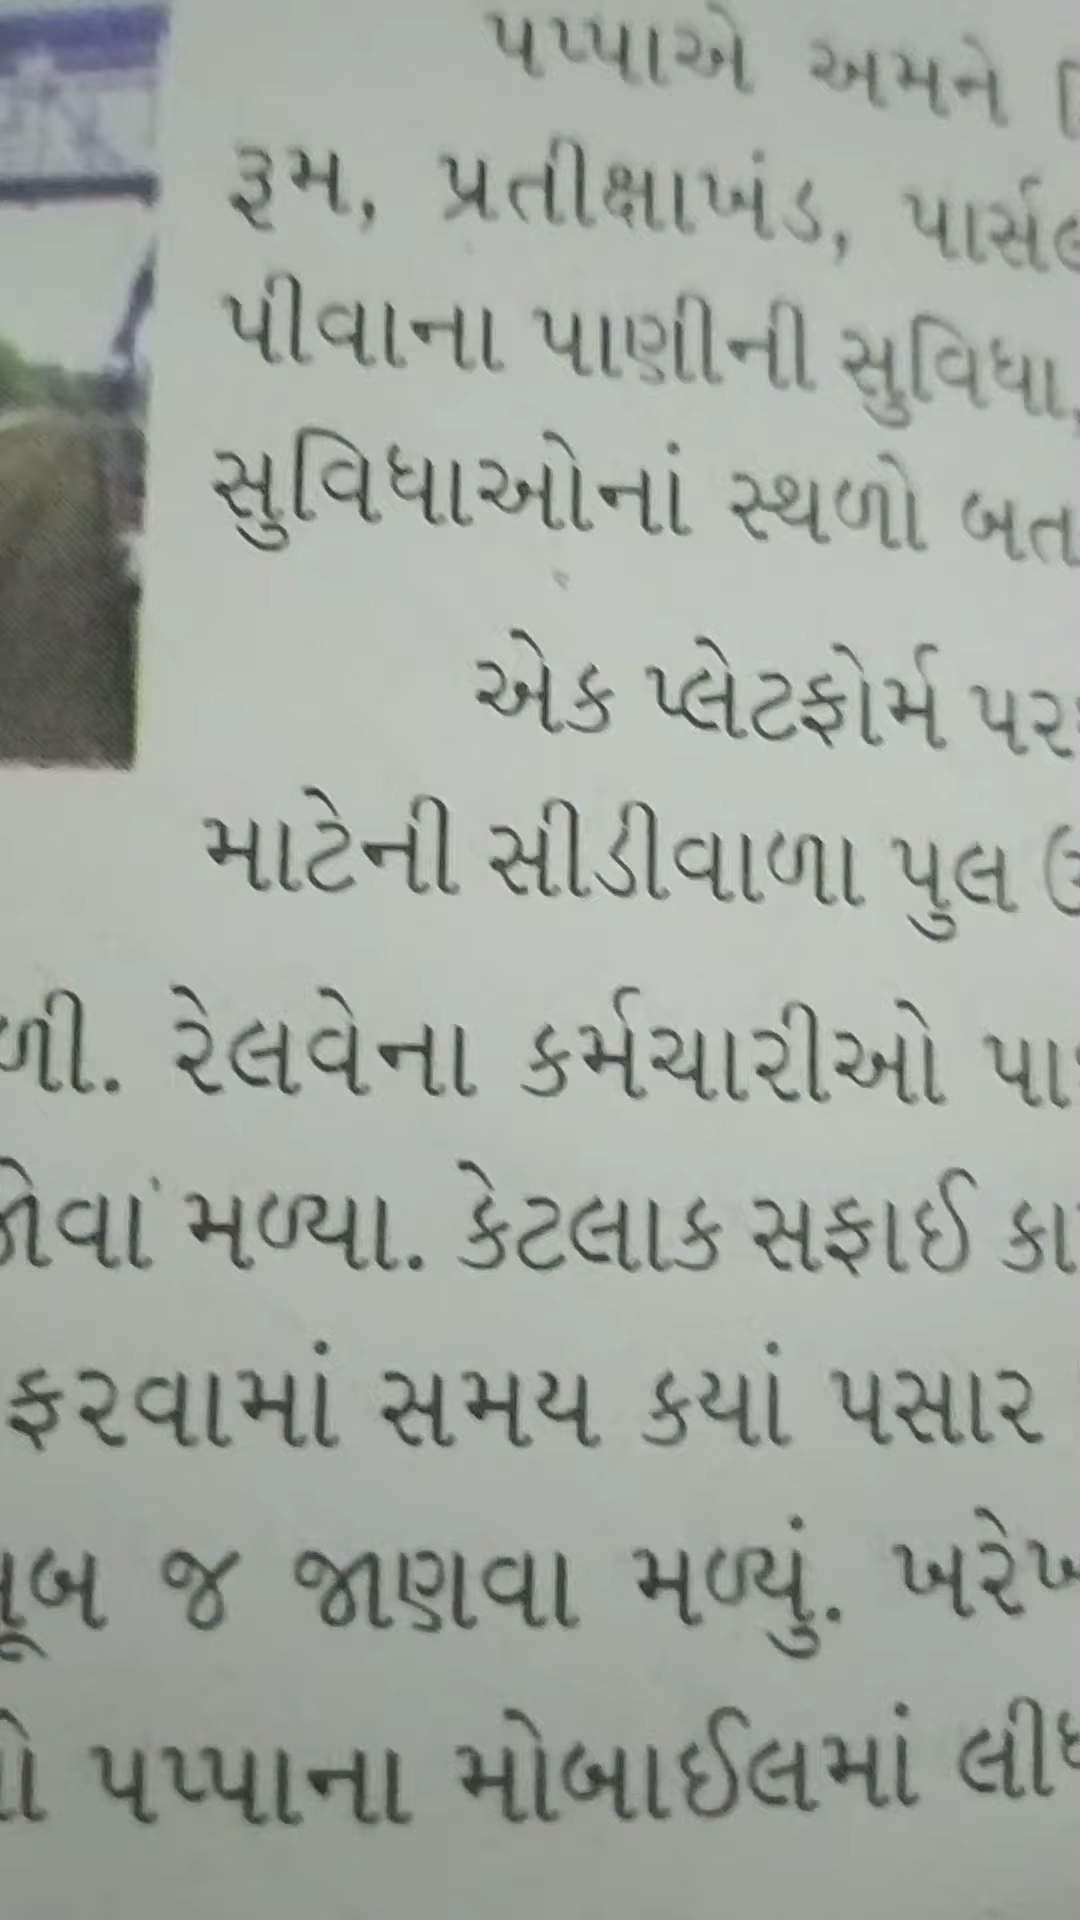 પપ્પાએ અમને
રૂમ, પ્રતીક્ષાખંડ,
પીવાના પાણીની સુવિધા,
સુવિધાઓનાં સ્થળો
એક પ્લેટફોર્મ
માટેની સીડીવાળા પુલ
રેલવેના કર્મચારીઓ
મળ્યા. કેટલાક સફાઈ
ફરવામાં સમય કયાં પસાર
જ જાણવા મળ્યું.
પપ્પાના મોબાઈલમાં